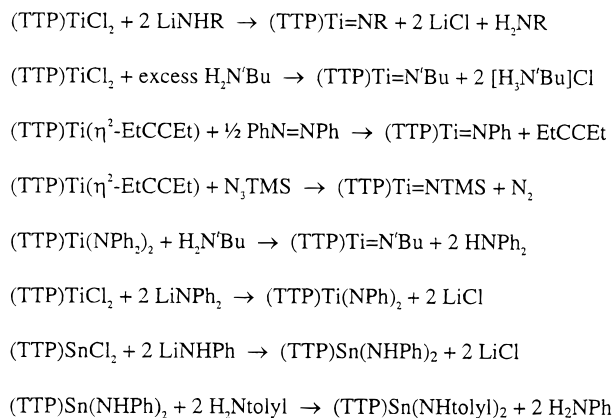 (TTP)TiCl₂ + 2 LiNHR → (TTP)Ti=NR + 2 LiCl + H₂NR
(TTP)TiCl₂ + excess H₂NᵗBu → (TTP)Ti=NᵗBu + 2 [H₃NᵗBu]Cl
(TTP)Ti(η²-EtCCEt) + ½ PhN=NPh → (TTP)Ti=NPh + EtCCEt
(TTP)Ti(η²-EtCCEt) + N₃TMS → (TTP)Ti=NTMS + N₂
(TTP)Ti(NPh₂)₂ + H₂NᵗBu → (TTP)Ti=NᵗBu + 2 HNPh₂
(TTP)TiCl₂ + 2 LiNPh₂ → (TTP)Ti(NPh)₂ + 2 LiCl
(TTP)SnCl₂ + 2 LiNHPh → (TTP)Sn(NHPh)₂ + 2 LiCl
(TTP)Sn(NHPh)₂ + 2 H₂Ntolyl → (TTP)Sn(NHtolyl)₂ + 2 H₂NPh